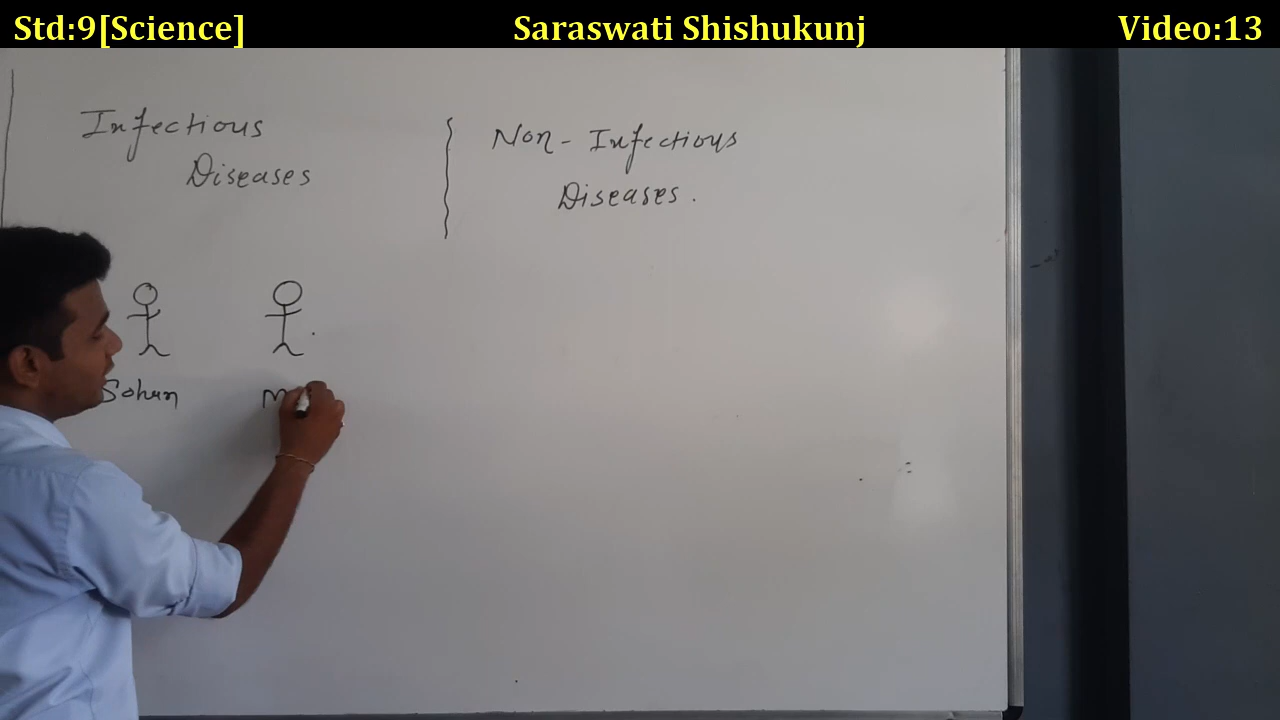 Std:9[Science] Saraswati Shishukunj Video:13
Infectious
Diseases
Non-Infectious
Diseases.
Sohan